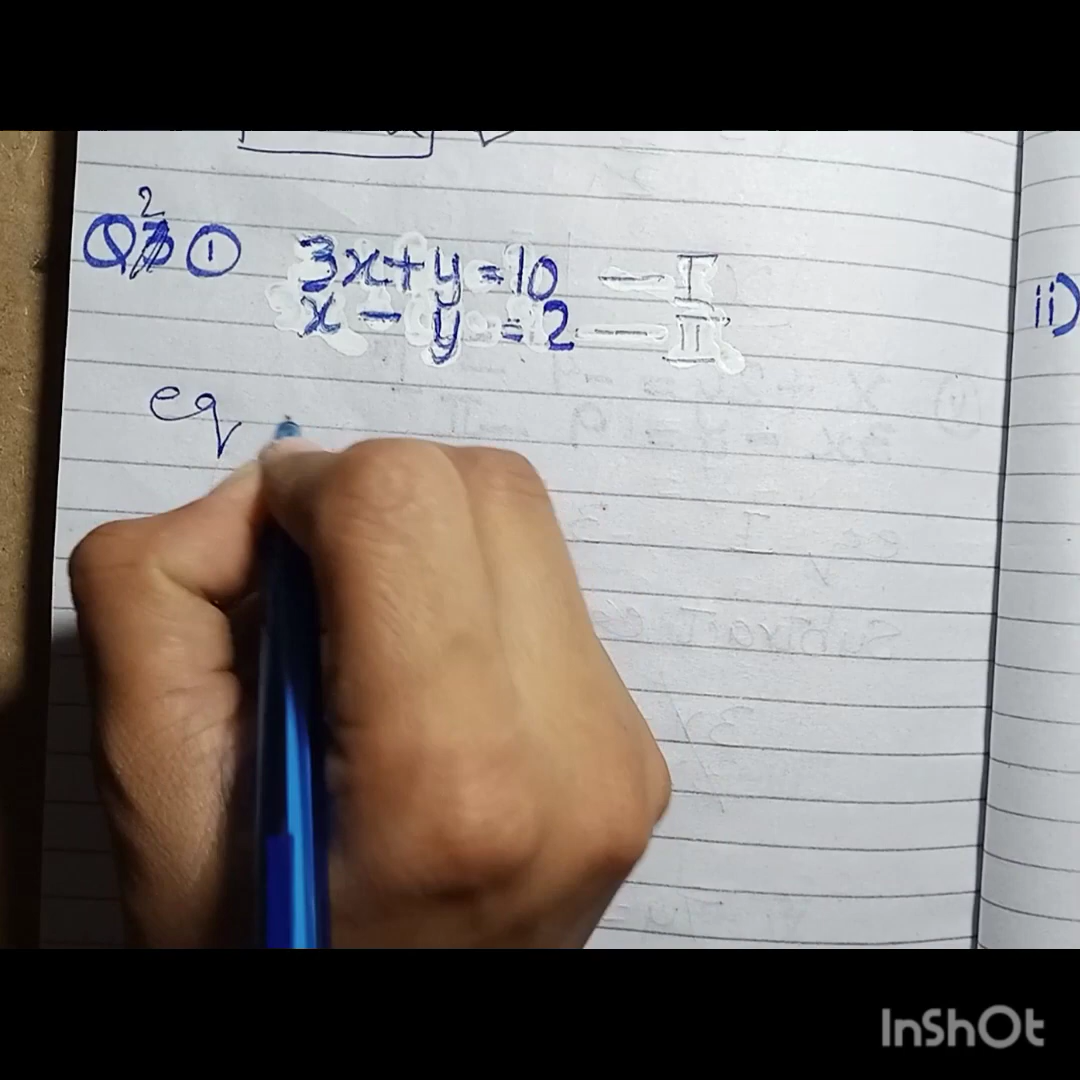 Q2 ① 3x+y=10 — I
x - y = 2 — II
eq
ii)
InShOt